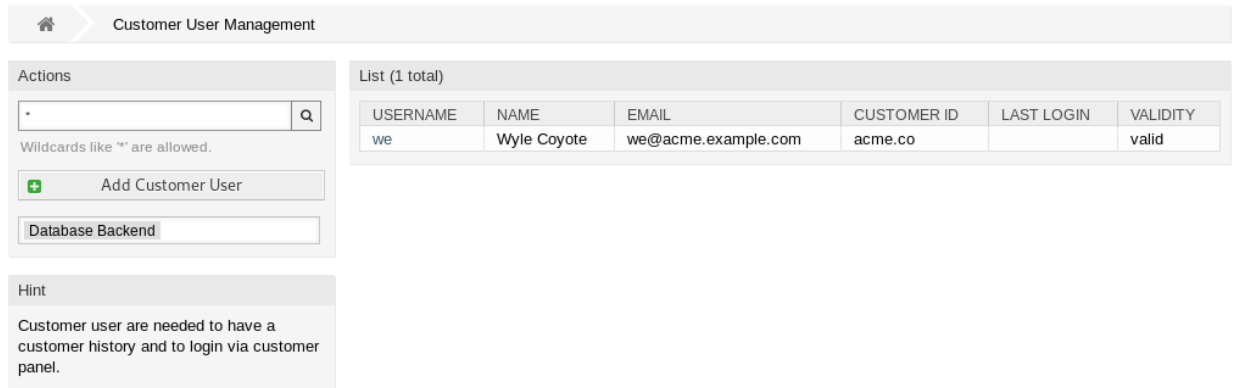 Customer User Management
Actions
*
Wildcards like '*' are allowed.
Add Customer User
Database Backend
Hint
Customer user are needed to have a
customer history and to login via customer
panel.
List (1 total)
USERNAME NAME EMAIL CUSTOMER ID LAST LOGIN VALIDITY
we Wyle Coyote we@acme.example.com acme.co valid